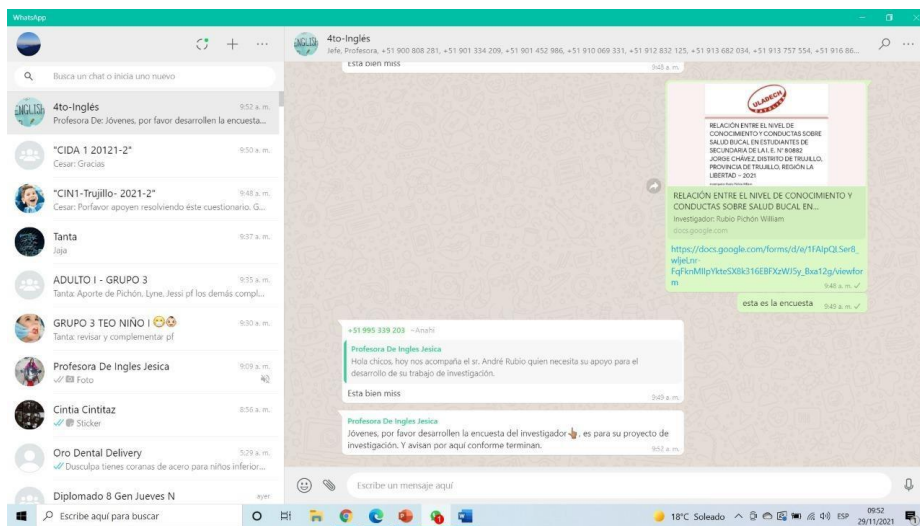 WhatsApp
Busca un chat o inicia uno nuevo
4to-Inglés
9:52 a. m.
Profesora De: Jóvenes, por favor desarrollen la encuesta...
"CIDA 1 20121-2"
9:50 a. m.
Cesar: Gracias
"CIN1-Trujillo- 2021-2"
9:48 a. m.
Cesar: Porfavor apoyen resolviendo éste cuestionario. G...
Tanta
9:37 a. m.
Jaja
ADULTO I - GRUPO 3
9:35 a. m.
Tanta: Aporte de Pichón, Lyne, Jessi pf los demás compl...
GRUPO 3 TEO NIÑO I 😁
9:30 a. m.
Tanta: revisar y complementar pf
Profesora De Ingles Jesica
9:09 a. m.
Foto
Cintia Cintitaz
8:56 a. m.
Sticker
Oro Dental Delivery
5:29 a. m.
Dusculpa tienes coranas de acero para niños inferior...
Diplomado 8 Gen Jueves N
ayer
4to-Inglés
Jefe, Profesora, +51 900 808 281, +51 901 334 209, +51 901 452 986, +51 910 069 331, +51 912 832 125, +51 913 682 034, +51 913 757 554, +51 916 86...
Esta bien miss
9:45 a. m.
ULADECH
RELACIÓN ENTRE EL NIVEL DE
CONOCIMIENTO Y CONDUCTAS SOBRE
SALUD BUCAL EN ESTUDIANTES DE
SECUNDARIA DE LA I. E. N° 80882
JORGE CHÁVEZ, DISTRITO DE TRUJILLO,
PROVINCIA DE TRUJILLO, REGIÓN LA
LIBERTAD – 2021
RELACIÓN ENTRE EL NIVEL DE CONOCIMIENTO Y
CONDUCTAS SOBRE SALUD BUCAL EN...
Investigador: Rubio Pichón William
docs.google.com
https://docs.google.com/forms/d/e/
m
9:48 a. m.
esta es la encuesta
9:45 a. m.
+51 995 339 203 ~Anahí
Profesora De Ingles Jesica
Hola chicos, hoy nos acompaña el sr. André Rubio quien necesita su apoyo para el
desarrollo de su trabajo de investigación.
Esta bien miss
9:49 a. m.
Profesora De Ingles Jesica
Jóvenes, por favor desarrollen la encuesta del investigador 👆, es para su proyecto de
investigación. Y avisan por aquí conforme terminan.
9:52 a. m.
Escribe un mensaje aquí
Escribe aquí para buscar
18°C Soleado
ESP
09:52
29/11/2021